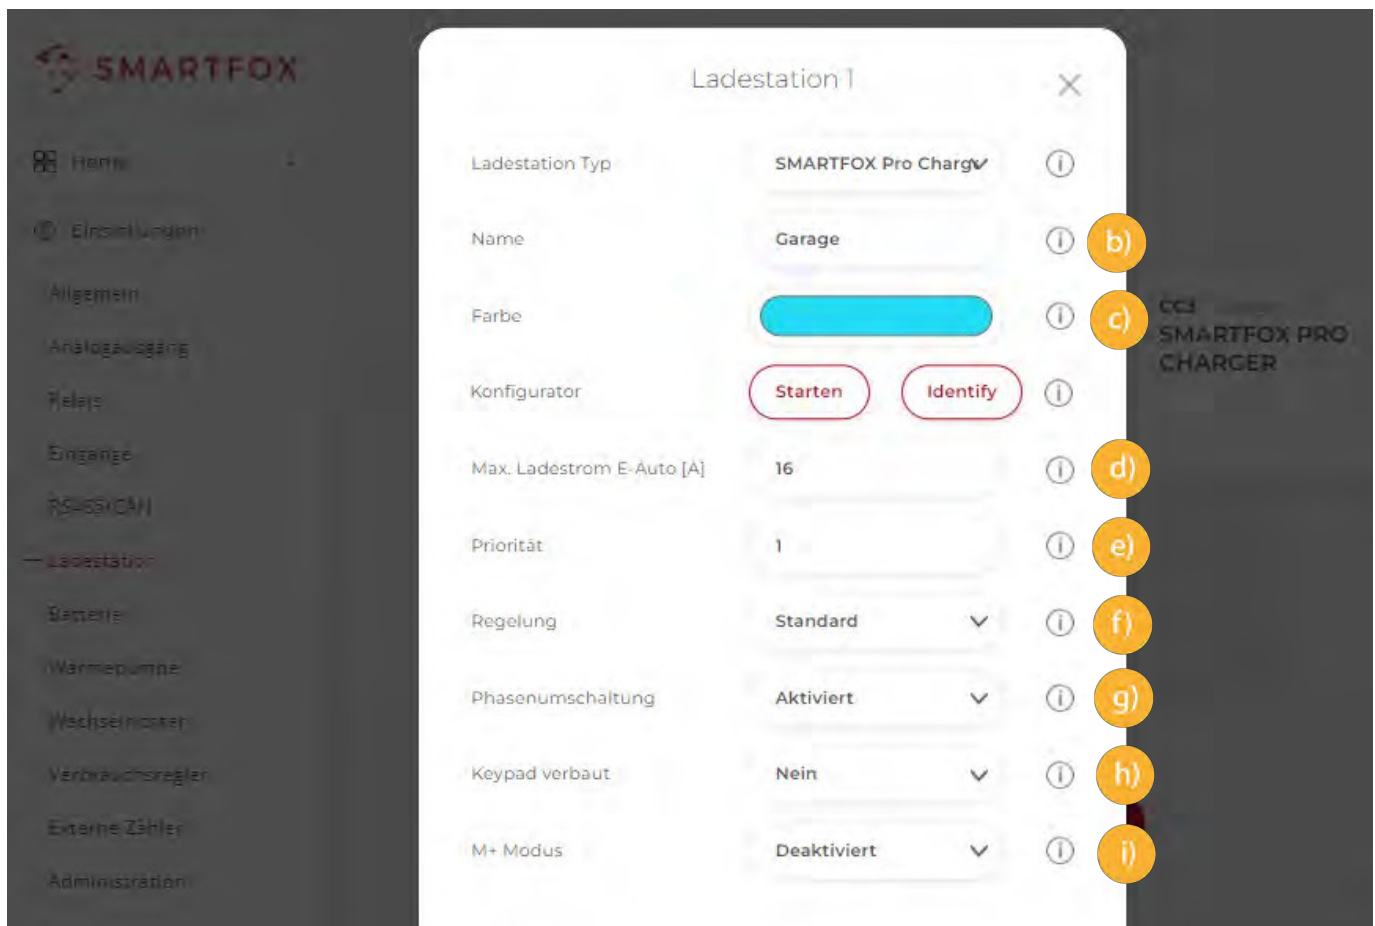 SMARTFOX
Home
Einstellungen
Allgemein
Analogausgang
Relais
Eingänge
RS485/CAN
Ladestation
Batterie
Wärmepumpe
Wechselrichter
Verbrauchsregler
Externe Zähler
Administration
Ladestation 1
Ladestation Typ SMARTFOX Pro Charge
Name Garage b)
Farbe c)
Konfigurator Starten Identify
Max. Ladestrom E-Auto [A] 16 d)
Priorität 1 e)
Regelung Standard f)
Phasenumschaltung Aktiviert g)
Keypad verbaut Nein h)
M+ Modus Deaktiviert i)
CC3
SMARTFOX PRO
CHARGER